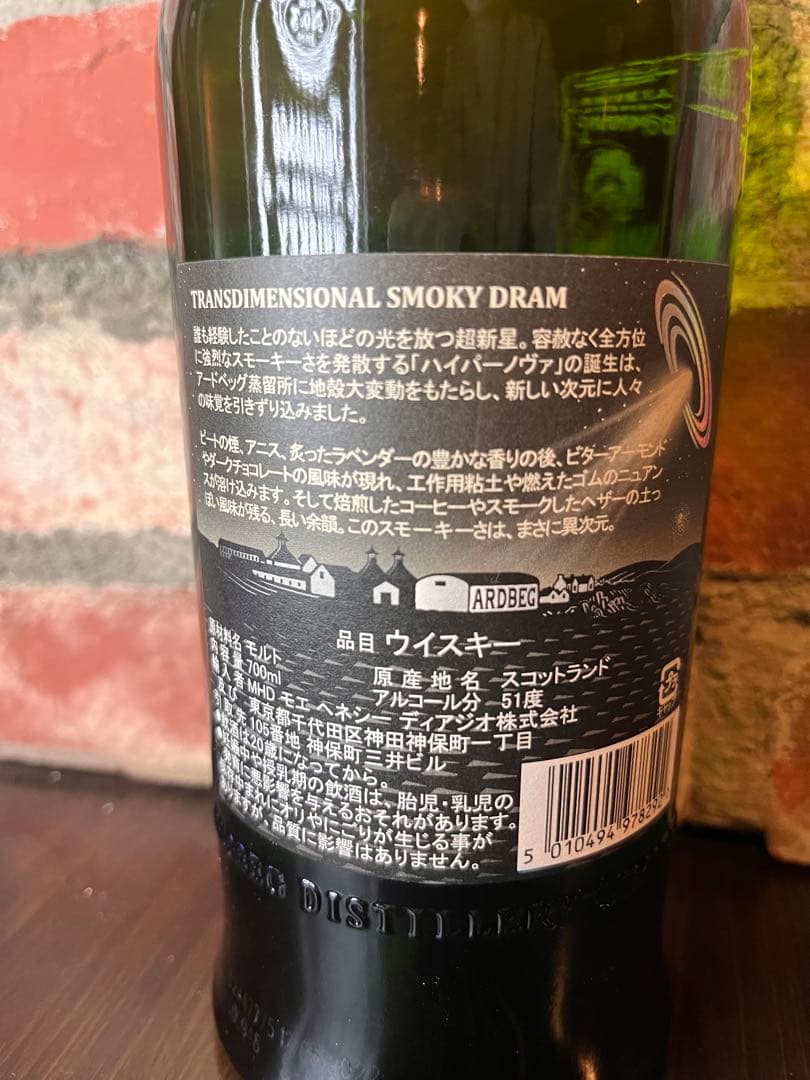 TRANSDIMENSIONAL SMOKY DRAM
誰も経験したことのないほどの光を放つ超新星。容赦なく全方位
に強烈なスモーキーさを発散する「ハイパーノヴァ」の誕生は、
アードベッグ蒸留所に地殻大変動をもたらし、新しい次元に人々
の味覚を引きずり込みました。
ピートの煙、アニス、炙ったラベンダーの豊かな香りの後、ビターアーモンド
やダークチョコレートの風味が現れ、工作用粘土や燃えたゴムのニュアン
スが溶け込みます。そして焙煎したコーヒーやスモークしたヘザーの土っ
ぽい風味が残る、長い余韻。このスモーキーさは、まさに異次元。
ARDBEG
品目 ウイスキー
原材料名 モルト
内容量 700ml
原産地名 スコットランド
アルコール分 51度
輸入者 MHD モエ ヘネシー ディアジオ株式会社
及び 東京都千代田区神田神保町一丁目
引取先 105番地 神保町三井ビル
●飲酒は20歳になってから。
や授乳期の飲酒は、胎児・乳児の
に悪影響を与えるおそれがあります。
まれにオリやにごりが生じる事が
りますが、品質に影響はありません。
5 010494 978292
DISTILLERY